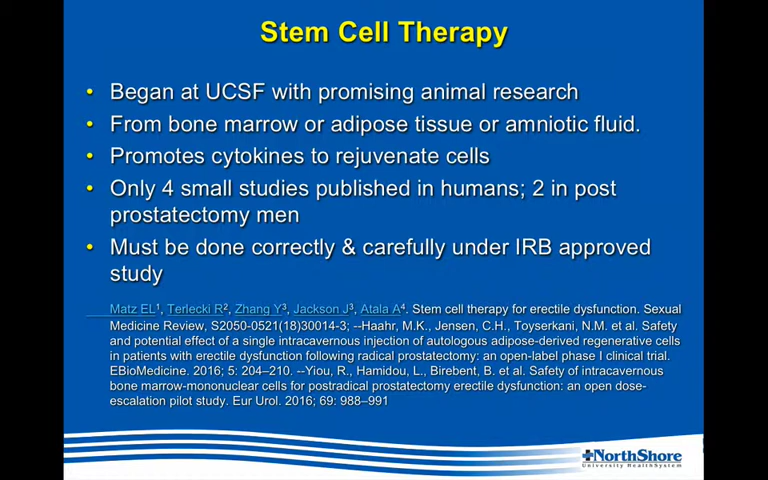 Stem Cell Therapy
• Began at UCSF with promising animal research
• From bone marrow or adipose tissue or amniotic fluid.
• Promotes cytokines to rejuvenate cells
• Only 4 small studies published in humans; 2 in post
prostatectomy men
• Must be done correctly & carefully under IRB approved
study
Matz EL¹, Terlecki R², Zhang Y³, Jackson J³, Atala A⁴. Stem cell therapy for erectile dysfunction. Sexual
Medicine Review, S2050-0521(18)30014-3; --Haahr, M.K., Jensen, C.H., Toyserkani, N.M. et al. Safety
and potential effect of a single intracavernous injection of autologous adipose-derived regenerative cells
in patients with erectile dysfunction following radical prostatectomy: an open-label phase I clinical trial.
EBioMedicine. 2016; 5: 204–210. --Yiou, R., Hamidou, L., Birebent, B. et al. Safety of intracavernous
bone marrow-mononuclear cells for postradical prostatectomy erectile dysfunction: an open dose-
escalation pilot study. Eur Urol. 2016; 69: 988–991
NorthShore
University HealthSystem